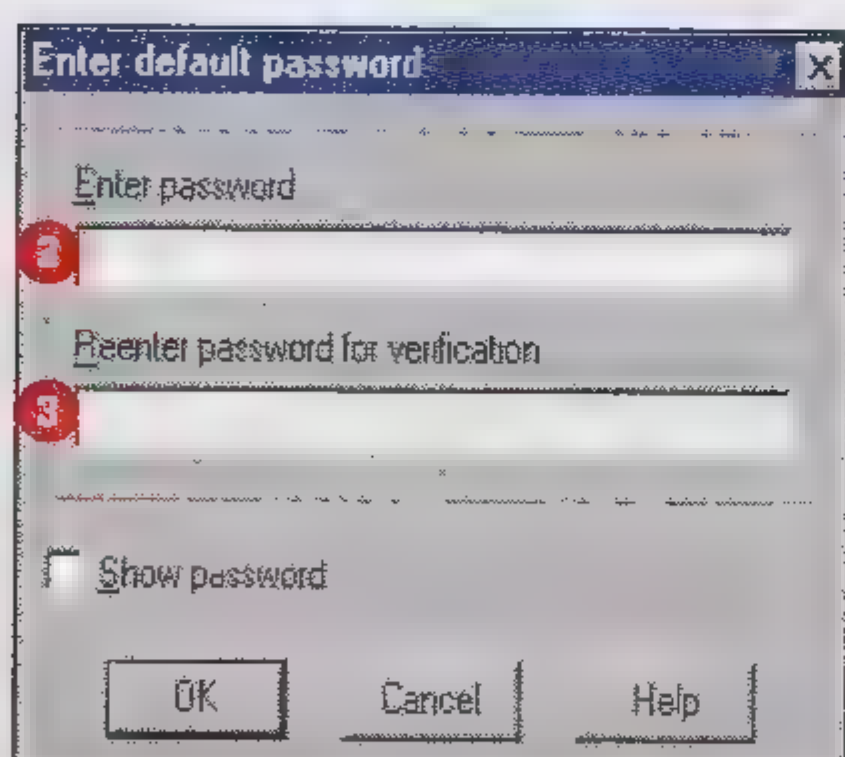 Enter default password
Enter password
2
Reenter password for verification
3
Show password
OK Cancel Help